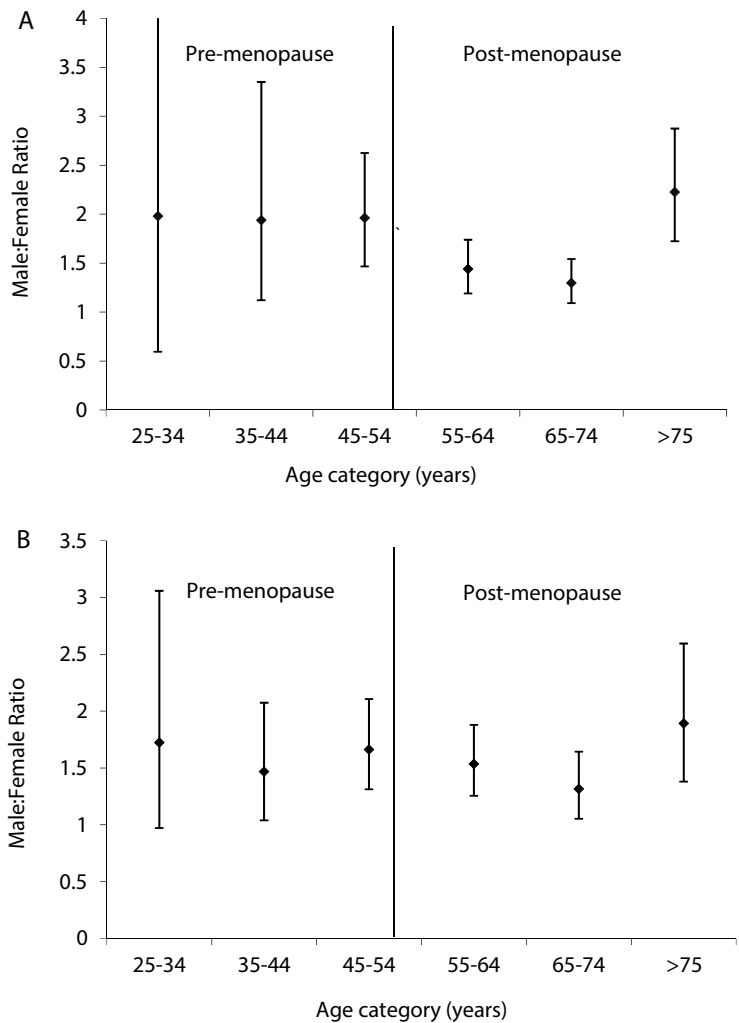 A
4
Pre-menopause Post-menopause
3.5
3
2.5
2
1.5
1
0.5
0
Male:Female Ratio
25-34 35-44 45-54 55-64 65-74 >75
Age category (years)
B
3.5
Pre-menopause Post-menopause
3
2.5
2
1.5
1
0.5
0
Male:Female Ratio
25-34 35-44 45-54 55-64 65-74 >75
Age category (years)